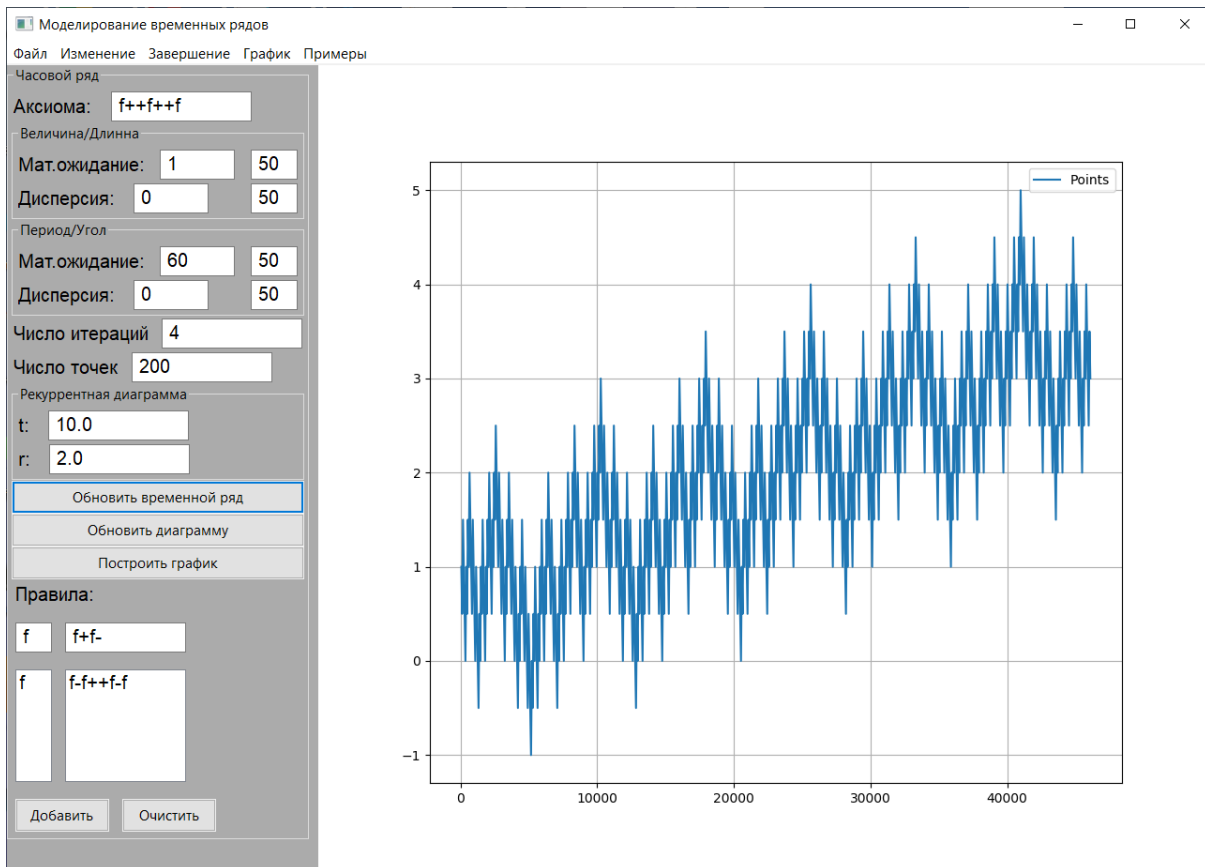 Моделирование временных рядов
Файл Изменение Завершение График Примеры
Часовой ряд
Аксиома: f++f++f
Величина/Длинна
Мат.ожидание: 1 50
Дисперсия: 0 50
Период/Угол
Мат.ожидание: 60 50
Дисперсия: 0 50
Число итераций 4
Число точек 200
Рекуррентная диаграмма
t: 10.0
r: 2.0
Обновить временной ряд
Обновить диаграмму
Построить график
Правила:
f f+f-
f f-f++f-f
Добавить Очистить
Points
5
4
3
2
1
0
−1
0 10000 20000 30000 40000